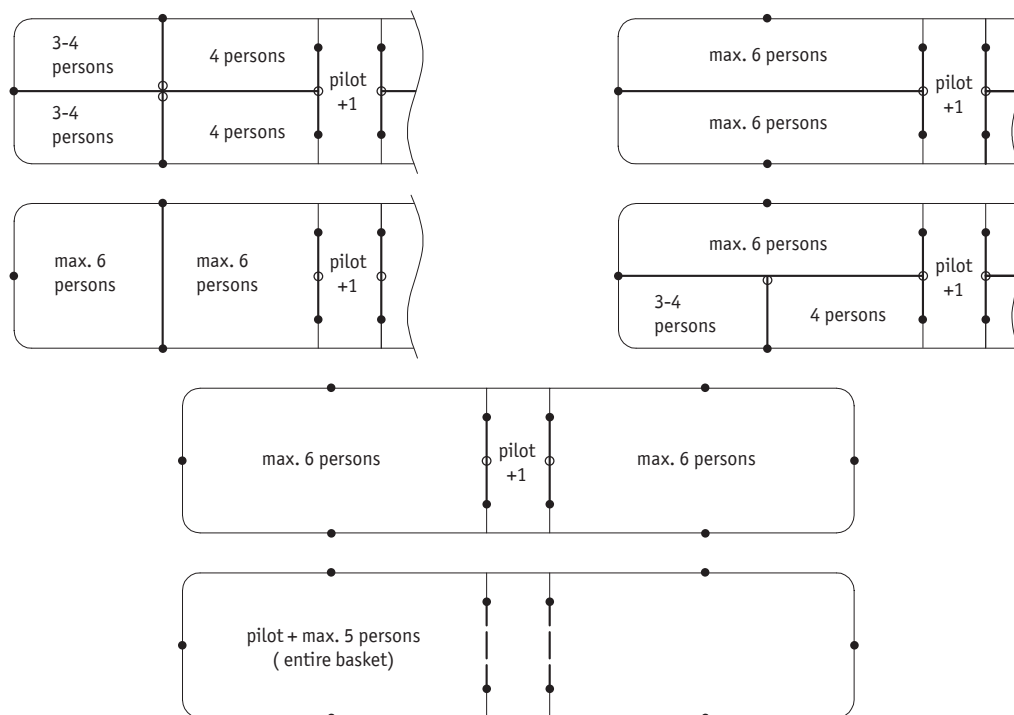 3-4
persons
4 persons
pilot
+1
3-4
persons
4 persons
max. 6 persons
pilot
+1
max. 6 persons
max. 6
persons
max. 6
persons
pilot
+1
max. 6 persons
pilot
+1
3-4
persons
4 persons
max. 6 persons
pilot
+1
max. 6 persons
pilot + max. 5 persons
( entire basket)